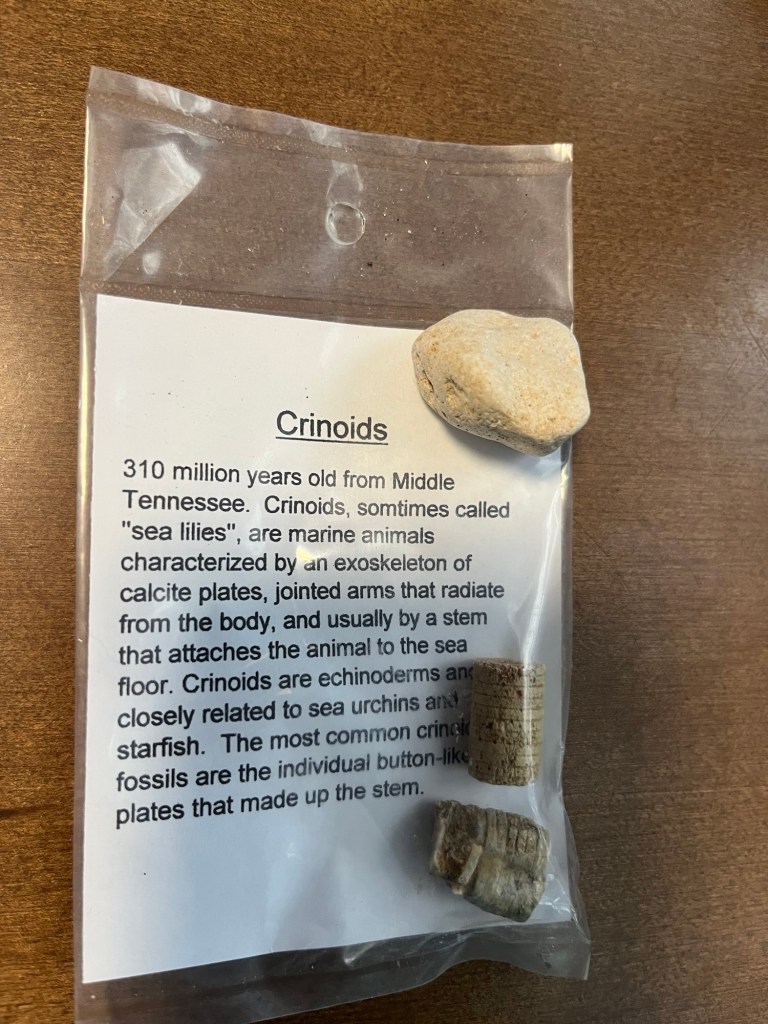 Crinoids
310 million years old from Middle
Tennessee. Crinoids, somtimes called
"sea lilies", are marine animals
characterized by an exoskeleton of
calcite plates, jointed arms that radiate
from the body, and usually by a stem
that attaches the animal to the sea
floor. Crinoids are echinoderms and
closely related to sea urchins and
starfish. The most common crinoid
fossils are the individual button-like
plates that made up the stem.